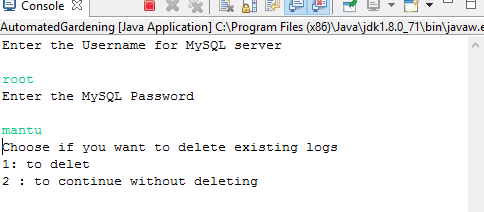 Console
AutomatedGardening [Java Application] C:\Program Files (x86)\Java\jdk1.8.0_71\bin\javaw.e
Enter the Username for MySQL server
root
Enter the MySQL Password
mantu
Choose if you want to delete existing logs
1: to delet
2 : to continue without deleting